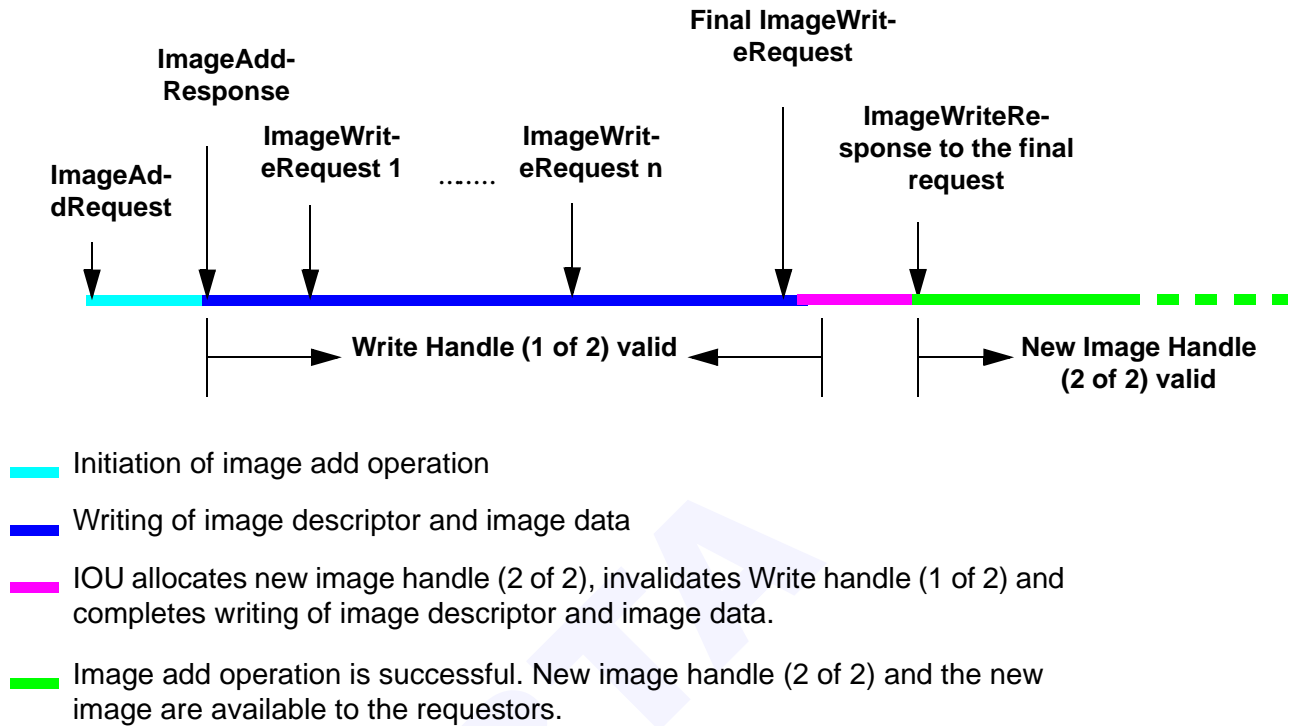 Final ImageWrit-
eRequest
ImageAdd-
Response
ImageWriteRe-
sponse to the final
request
ImageWrit-
eRequest 1
........
ImageWrit-
eRequest n
ImageAd-
dRequest
Write Handle (1 of 2) valid
New Image Handle
(2 of 2) valid
Initiation of image add operation
Writing of image descriptor and image data
IOU allocates new image handle (2 of 2), invalidates Write handle (1 of 2) and
completes writing of image descriptor and image data.
Image add operation is successful. New image handle (2 of 2) and the new
image are available to the requestors.